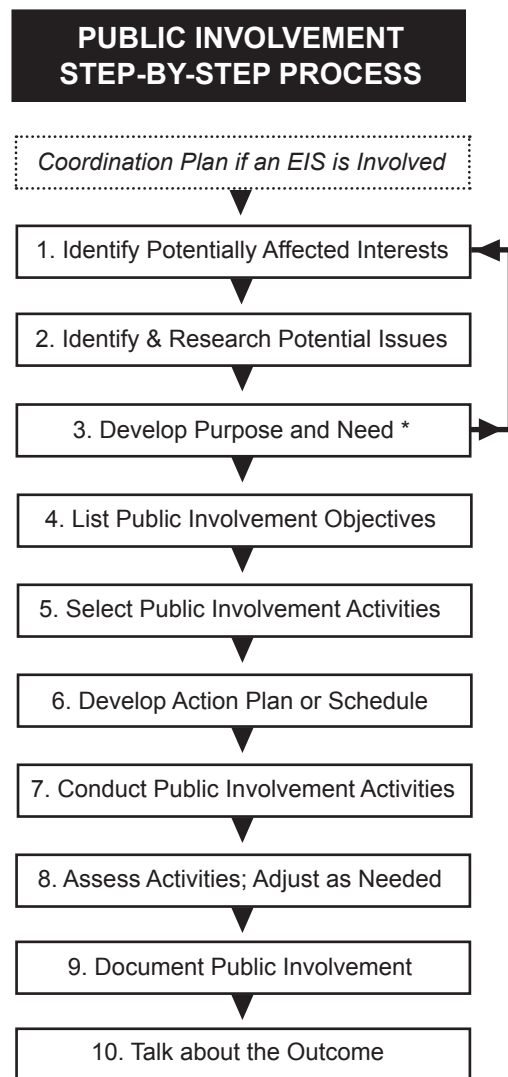 PUBLIC INVOLVEMENT
STEP-BY-STEP PROCESS
Coordination Plan if an EIS is Involved
1. Identify Potentially Affected Interests
2. Identify & Research Potential Issues
3. Develop Purpose and Need *
4. List Public Involvement Objectives
5. Select Public Involvement Activities
6. Develop Action Plan or Schedule
7. Conduct Public Involvement Activities
8. Assess Activities; Adjust as Needed
9. Document Public Involvement
10. Talk about the Outcome